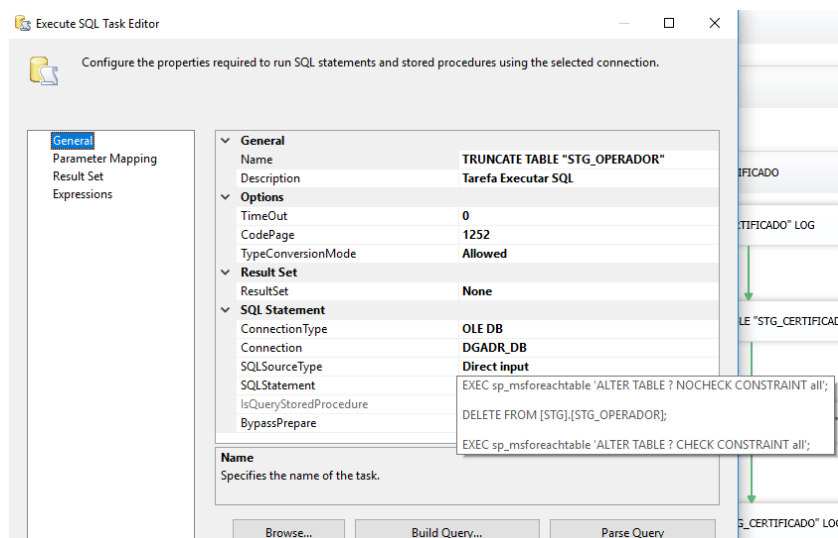 Execute SQL Task Editor
Configure the properties required to run SQL statements and stored procedures using the selected connection.
General
Parameter Mapping
Result Set
Expressions
General
Name TRUNCATE TABLE "STG_OPERADOR"
Description Tarefa Executar SQL
Options
TimeOut 0
CodePage 1252
TypeConversionMode Allowed
Result Set
ResultSet None
SQL Statement
ConnectionType OLE DB
Connection DGADR_DB
SQLSourceType Direct input
SQLStatement
IsQueryStoredProcedure
BypassPrepare
EXEC sp_msforeachtable 'ALTER TABLE ? NOCHECK CONSTRAINT all';
DELETE FROM [STG].[STG_OPERADOR];
EXEC sp_msforeachtable 'ALTER TABLE ? CHECK CONSTRAINT all';
Name
Specifies the name of the task.
Browse... Build Query... Parse Query
IFICADO
TIFICADO" LOG
LE "STG_CERTIFICAD
G_CERTIFICADO" LO